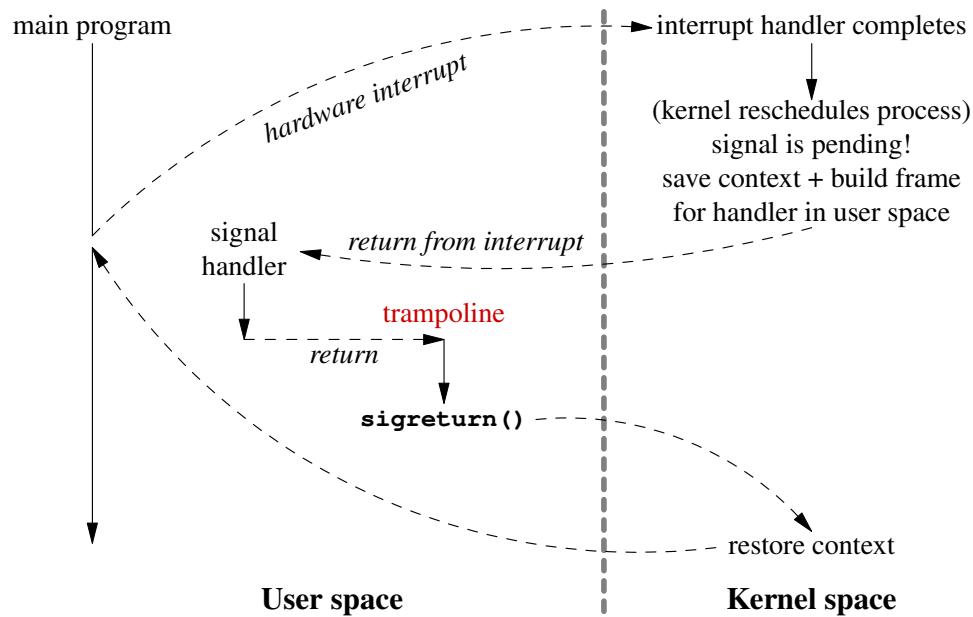 main program
interrupt handler completes
hardware interrupt
(kernel reschedules process)
signal is pending!
save context + build frame
for handler in user space
signal
handler
return from interrupt
trampoline
return
sigreturn()
restore context
User space
Kernel space